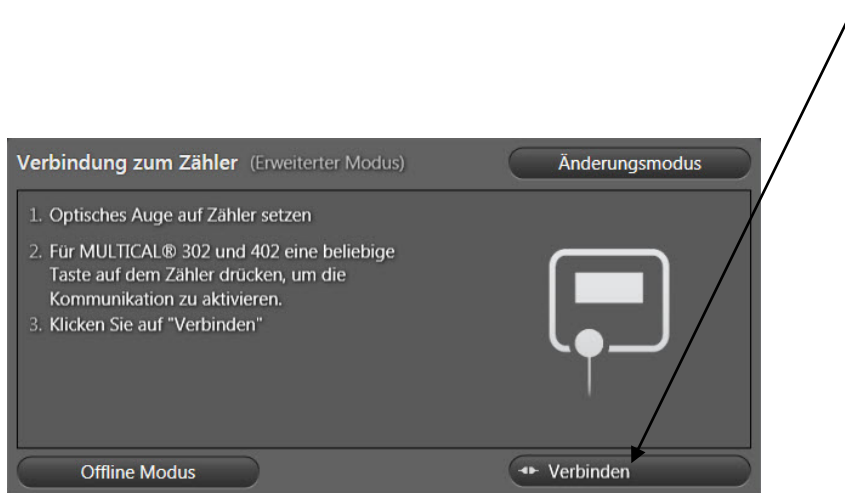 Verbindung zum Zähler (Erweiterter Modus)
Änderungsmodus
1. Optisches Auge auf Zähler setzen
2. Für MULTICAL® 302 und 402 eine beliebige
Taste auf dem Zähler drücken, um die
Kommunikation zu aktivieren.
3. Klicken Sie auf "Verbinden"
Offline Modus
Verbinden